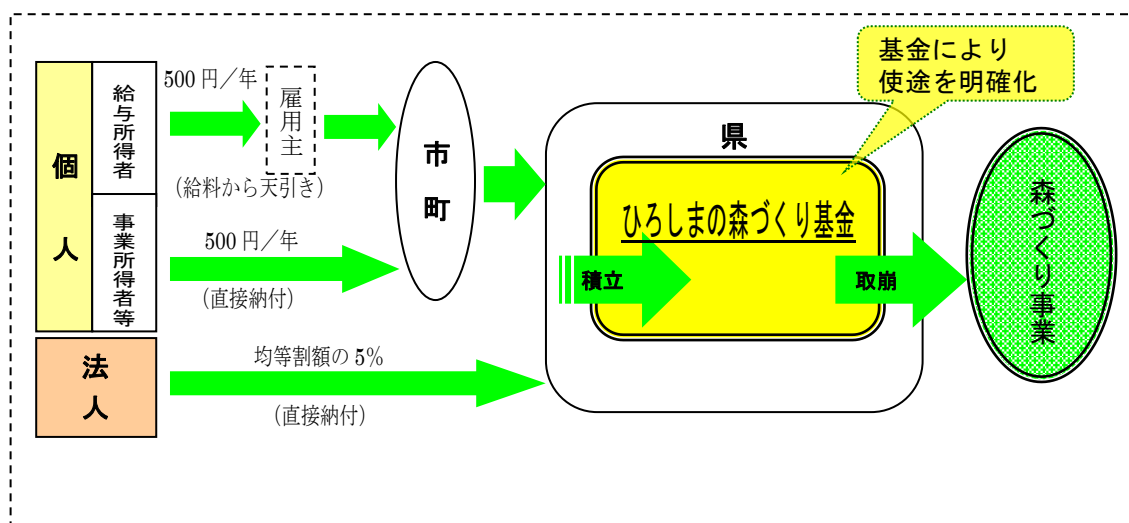 基金により
使途を明確化
個人
給与所得者
500円／年
雇用主
(給料から天引き)
事業所得者等
500円／年
(直接納付)
市町
法人
均等割額の5%
(直接納付)
県
ひろしまの森づくり基金
積立
取崩
森づくり事業